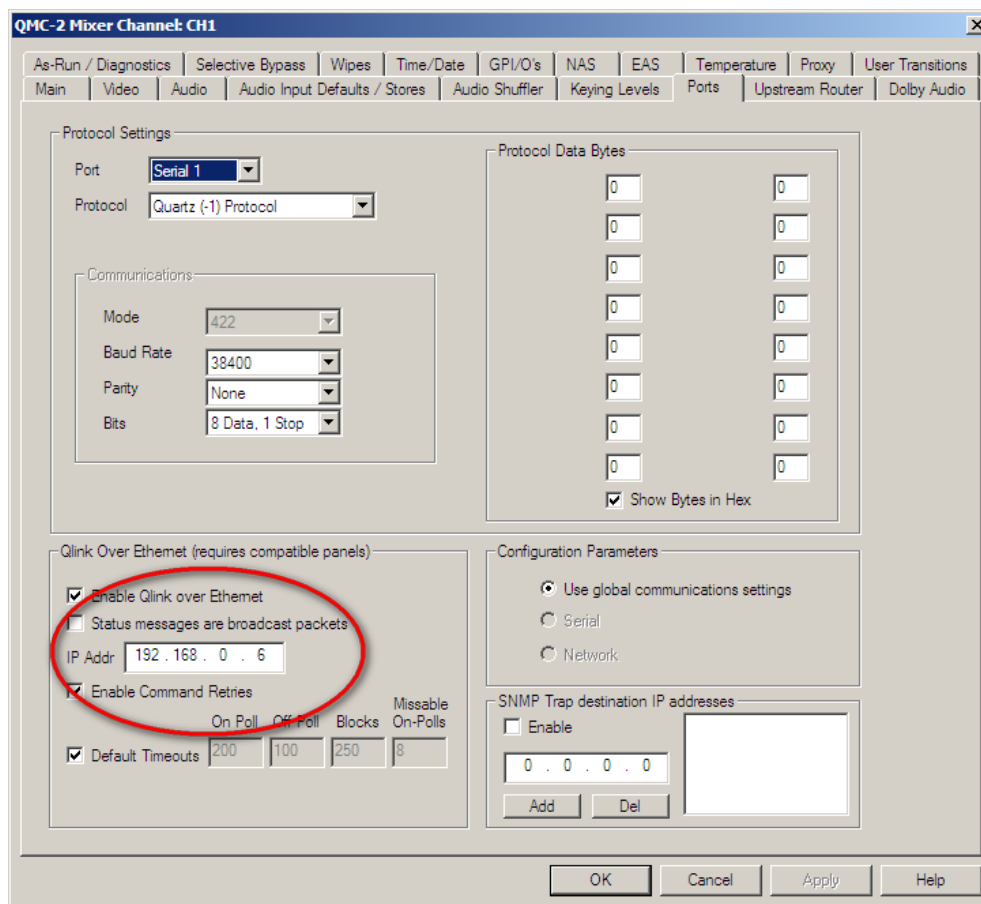 QMC-2 Mixer Channel: CH1
As-Run / Diagnostics Selective Bypass Wipes Time/Date GPI/O's NAS EAS Temperature Proxy User Transitions
Main Video Audio Audio Input Defaults / Stores Audio Shuffler Keying Levels Ports Upstream Router Dolby Audio
Protocol Settings
Port Serial 1
Protocol Quartz (-1) Protocol
Communications
Mode 422
Baud Rate 38400
Parity None
Bits 8 Data, 1 Stop
Protocol Data Bytes
0 0
0 0
0 0
0 0
0 0
0 0
0 0
0 0
Show Bytes in Hex
Qlink Over Ethernet (requires compatible panels)
Enable Qlink over Ethernet
Status messages are broadcast packets
IP Addr 192 . 168 . 0 . 6
Enable Command Retries
On Poll Off Poll Blocks Missable On-Polls
Default Timeouts 200 100 250 8
Configuration Parameters
Use global communications settings
Serial
Network
SNMP Trap destination IP addresses
Enable
0 . 0 . 0 . 0
Add Del
OK Cancel Apply Help